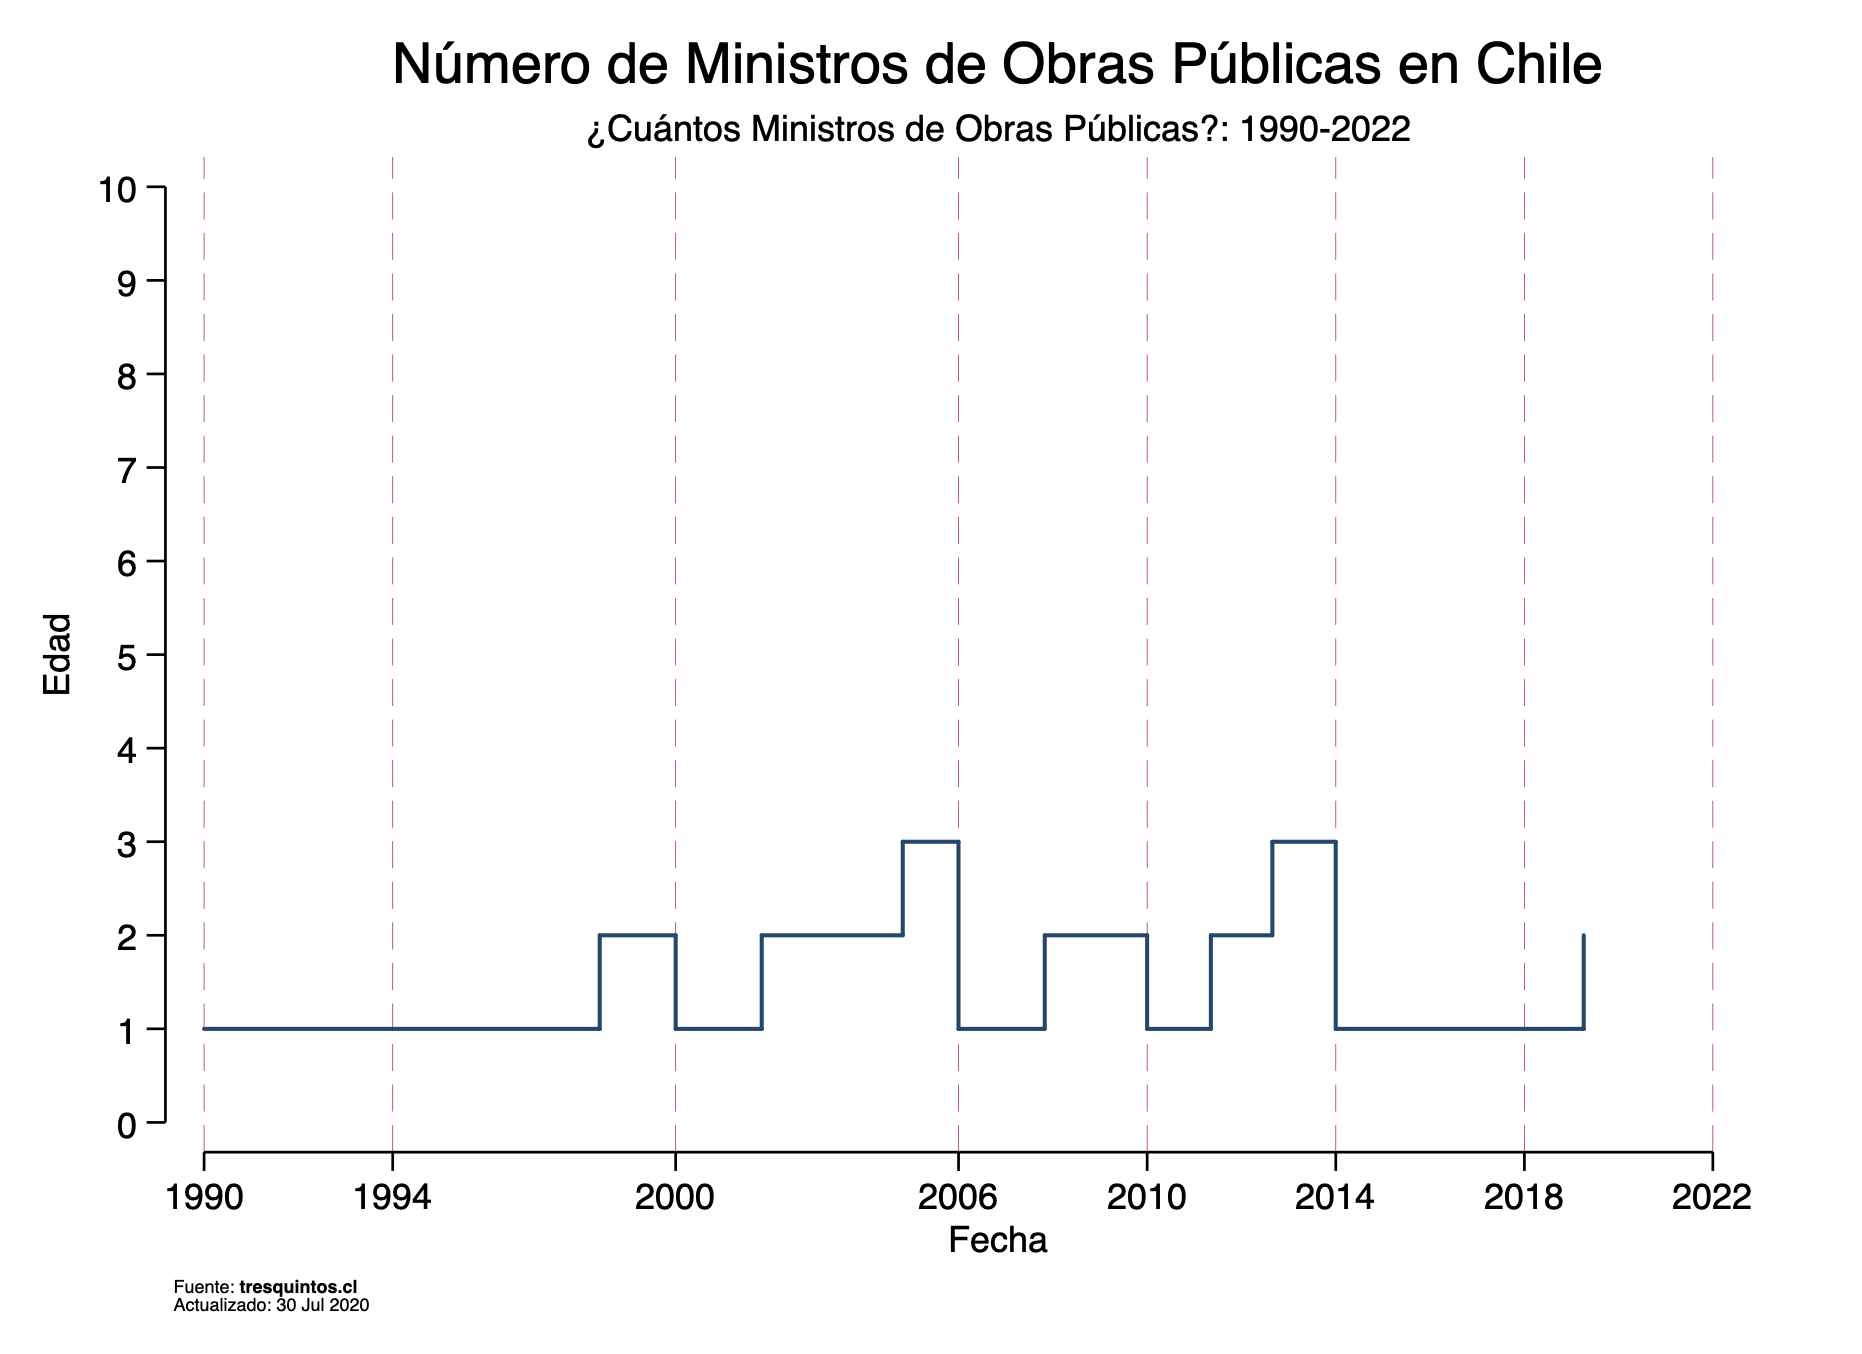 Número de Ministros de Obras Públicas en Chile
¿Cuántos Ministros de Obras Públicas?: 1990-2022
10
9
8
7
6
5
4
3
2
1
0
Edad
1990 1994 2000 2006 2010 2014 2018 2022
Fecha
Fuente: tresquintos.cl
Actualizado: 30 Jul 2020